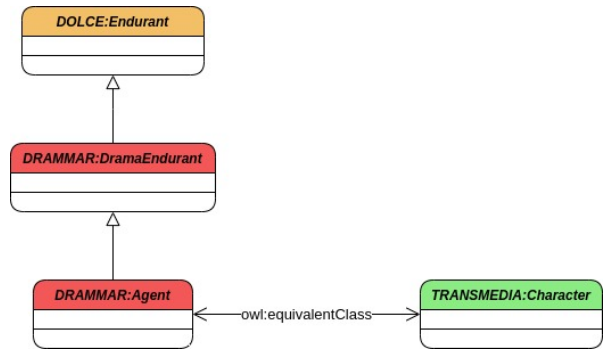 DOLCE:Endurant
DRAMMAR:DramaEndurant
DRAMMAR:Agent
owl:equivalentClass
TRANSMEDIA:Character